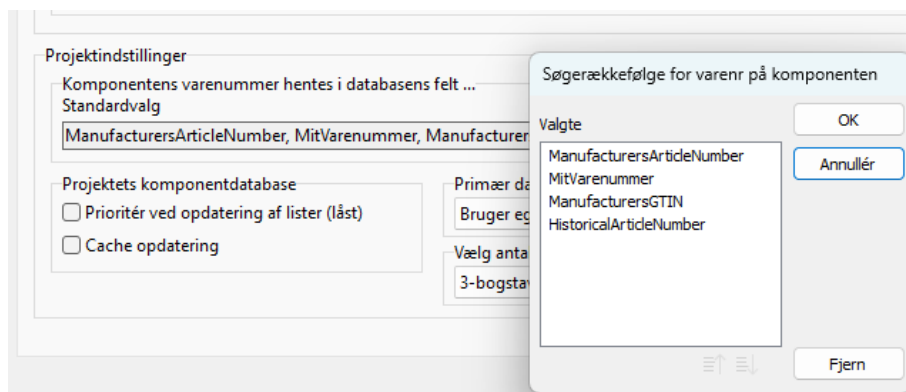 Projektindstillinger
Komponentens varenummer hentes i databasens felt ...
Standardvalg
ManufacturersArticleNumber, MitVarenummer, Manufacturer
Projektets komponentdatabase
Prioritér ved opdatering af lister (låst)
Cache opdatering
Primær da
Bruger eg
Vælg anta
3-bogstav
Søgerækkefølge for varenr på komponenten
Valgte
ManufacturersArticleNumber
MitVarenummer
ManufacturersGTIN
HistoricalArticleNumber
OK
Annullér
Fjern